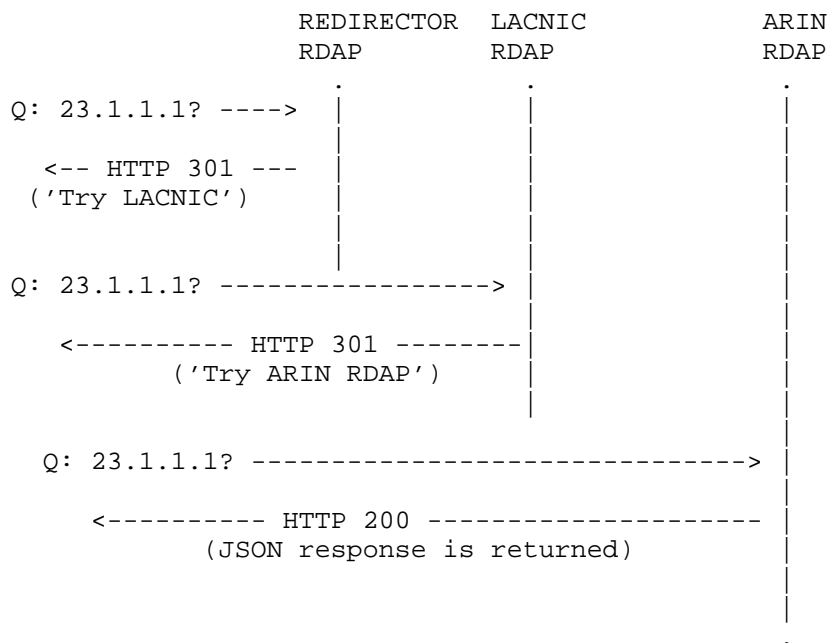 REDIRECTOR LACNIC ARIN
RDAP RDAP RDAP
. . .
Q: 23.1.1.1? ---->
<-- HTTP 301 ---
('Try LACNIC')
Q: 23.1.1.1? ----------------->
<---------- HTTP 301 --------
('Try ARIN RDAP')
Q: 23.1.1.1? ------------------------------->
<---------- HTTP 200 ---------------------
(JSON response is returned)
.